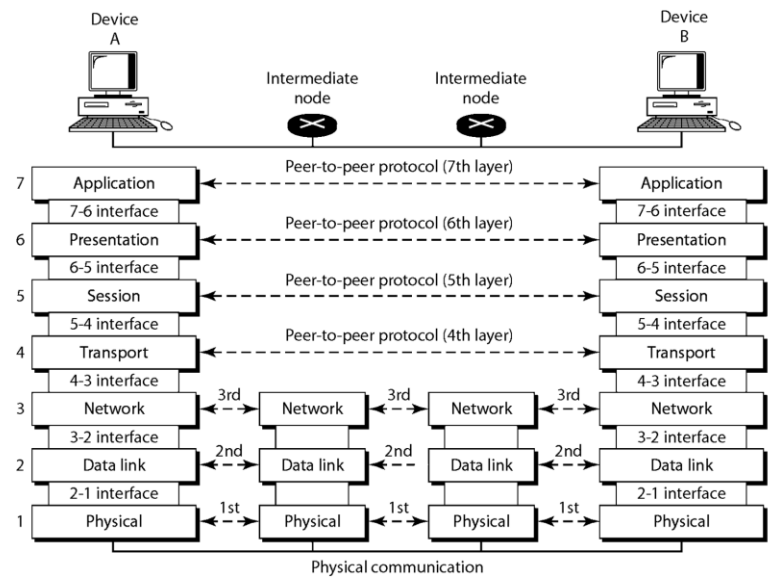 Device
A
Device
B
Intermediate
node
Intermediate
node
Peer-to-peer protocol (7th layer)
7 Application Application
7-6 interface 7-6 interface
Peer-to-peer protocol (6th layer)
6 Presentation Presentation
6-5 interface 6-5 interface
Peer-to-peer protocol (5th layer)
5 Session Session
5-4 interface 5-4 interface
Peer-to-peer protocol (4th layer)
4 Transport Transport
4-3 interface 4-3 interface
3 Network 3rd Network 3rd Network 3rd Network
3-2 interface 3-2 interface
2 Data link 2nd Data link 2nd Data link 2nd Data link
2-1 interface 2-1 interface
1 Physical 1st Physical 1st Physical 1st Physical
Physical communication